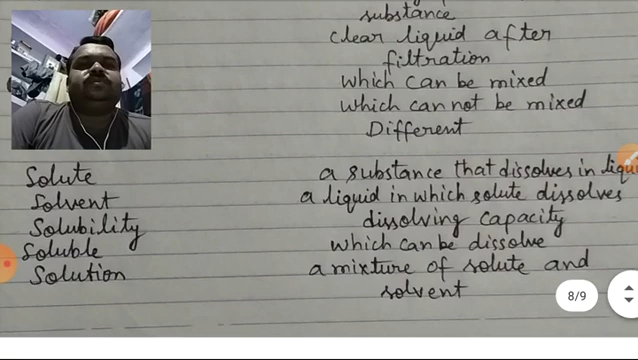 substance
clear liquid after
filtration
which can be mixed
which can not be mixed
Different
Solute a substance that dissolves in liqui
Solvent a liquid in which solute dissolves
Solubility dissolving capacity
Soluble which can be dissolve
Solution a mixture of solute and
solvent
8/9